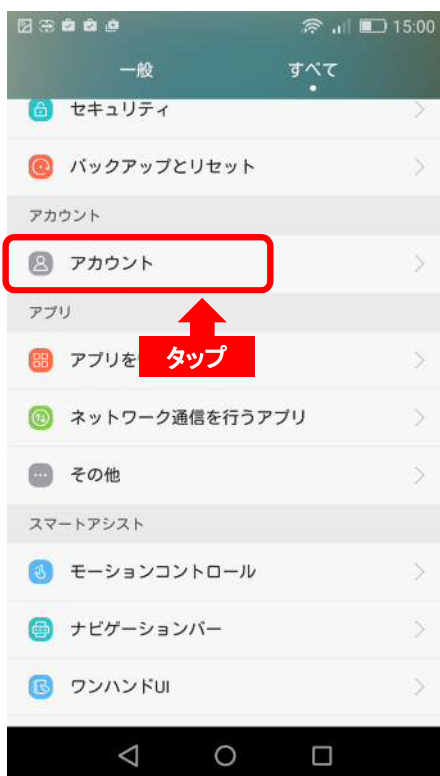 15:00
一般
すべて
セキュリティ
バックアップとリセット
アカウント
アカウント
アプリ
アプリを
タップ
ネットワーク通信を行うアプリ
その他
スマートアシスト
モーションコントロール
ナビゲーションバー
ワンハンドUI